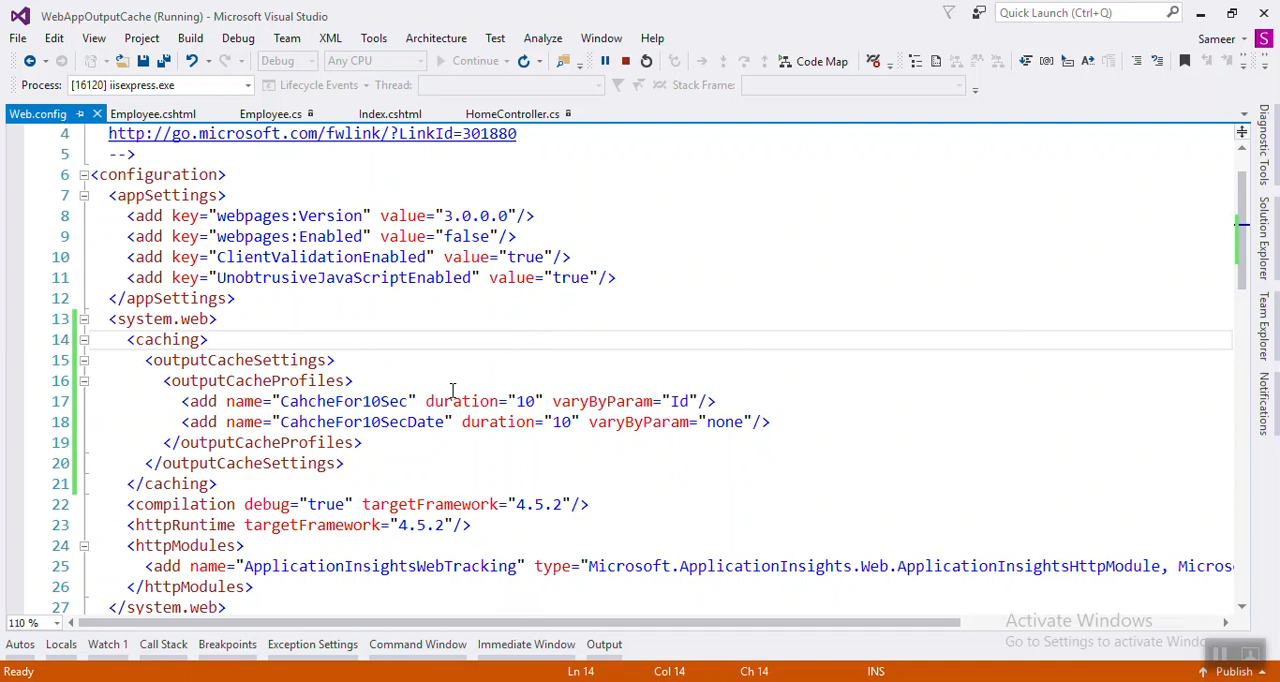 WebAppOutputCache (Running) - Microsoft Visual Studio
Quick Launch (Ctrl+Q)
File Edit View Project Build Debug Team XML Tools Architecture Test Analyze Window Help
Sameer S
Debug Any CPU Continue Code Map
Process: [16120] iisexpress.exe Lifecycle Events Thread: Stack Frame:
Web.config Employee.cshtml Employee.cs Index.cshtml HomeController.cs
4 http://go.microsoft.com/fwlink/?LinkId=301880
5 -->
6 <configuration>
7 <appSettings>
8 <add key="webpages:Version" value="3.0.0.0"/>
9 <add key="webpages:Enabled" value="false"/>
10 <add key="ClientValidationEnabled" value="true"/>
11 <add key="UnobtrusiveJavaScriptEnabled" value="true"/>
12 </appSettings>
13 <system.web>
14 <caching>
15 <outputCacheSettings>
16 <outputCacheProfiles>
17 <add name="CahcheFor10Sec" duration="10" varyByParam="Id"/>
18 <add name="CahcheFor10SecDate" duration="10" varyByParam="none"/>
19 </outputCacheProfiles>
20 </outputCacheSettings>
21 </caching>
22 <compilation debug="true" targetFramework="4.5.2"/>
23 <httpRuntime targetFramework="4.5.2"/>
24 <httpModules>
25 <add name="ApplicationInsightsWebTracking" type="Microsoft.ApplicationInsights.Web.ApplicationInsightsHttpModule, Micros
26 </httpModules>
27 </system.web>
110 %
Activate Windows
Go to Settings to activate Windo
Autos Locals Watch 1 Call Stack Breakpoints Exception Settings Command Window Immediate Window Output
Ready Ln 14 Col 14 Ch 14 INS Publish
Diagnostic Tools
Solution Explorer
Team Explorer
Notifications